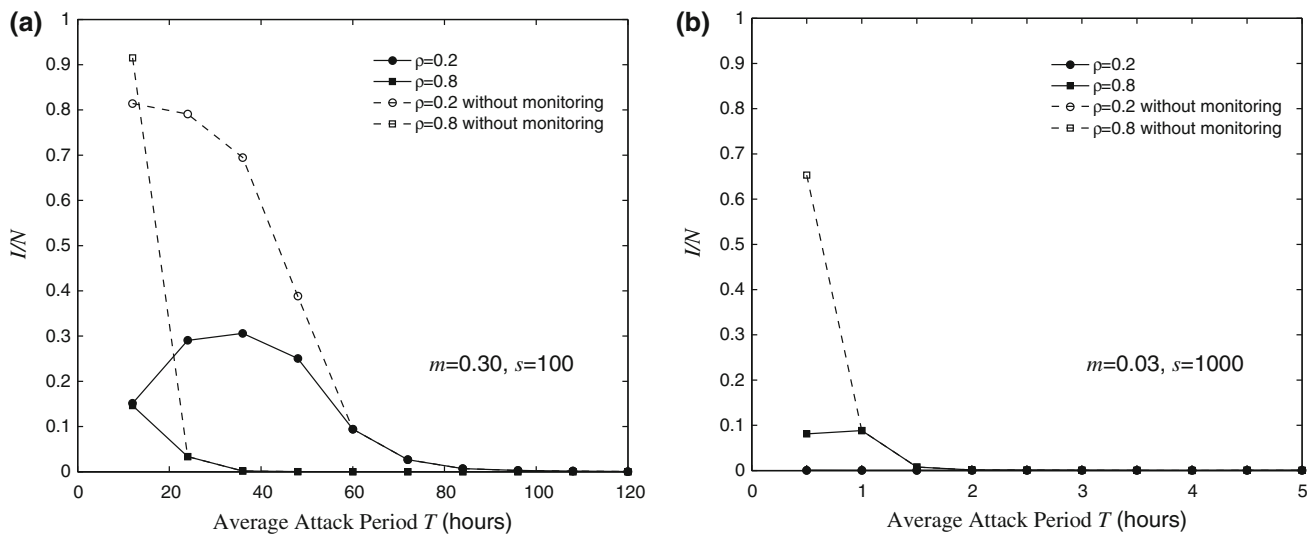 (a)
1
0.9
0.8
0.7
0.6
0.5
0.4
0.3
0.2
0.1
0
I/N
ρ=0.2
ρ=0.8
ρ=0.2 without monitoring
ρ=0.8 without monitoring
m=0.30, s=100
0 20 40 60 80 100 120
Average Attack Period T (hours)
(b)
1
0.9
0.8
0.7
0.6
0.5
0.4
0.3
0.2
0.1
0
I/N
ρ=0.2
ρ=0.8
ρ=0.2 without monitoring
ρ=0.8 without monitoring
m=0.03, s=1000
0 1 2 3 4 5
Average Attack Period T (hours)